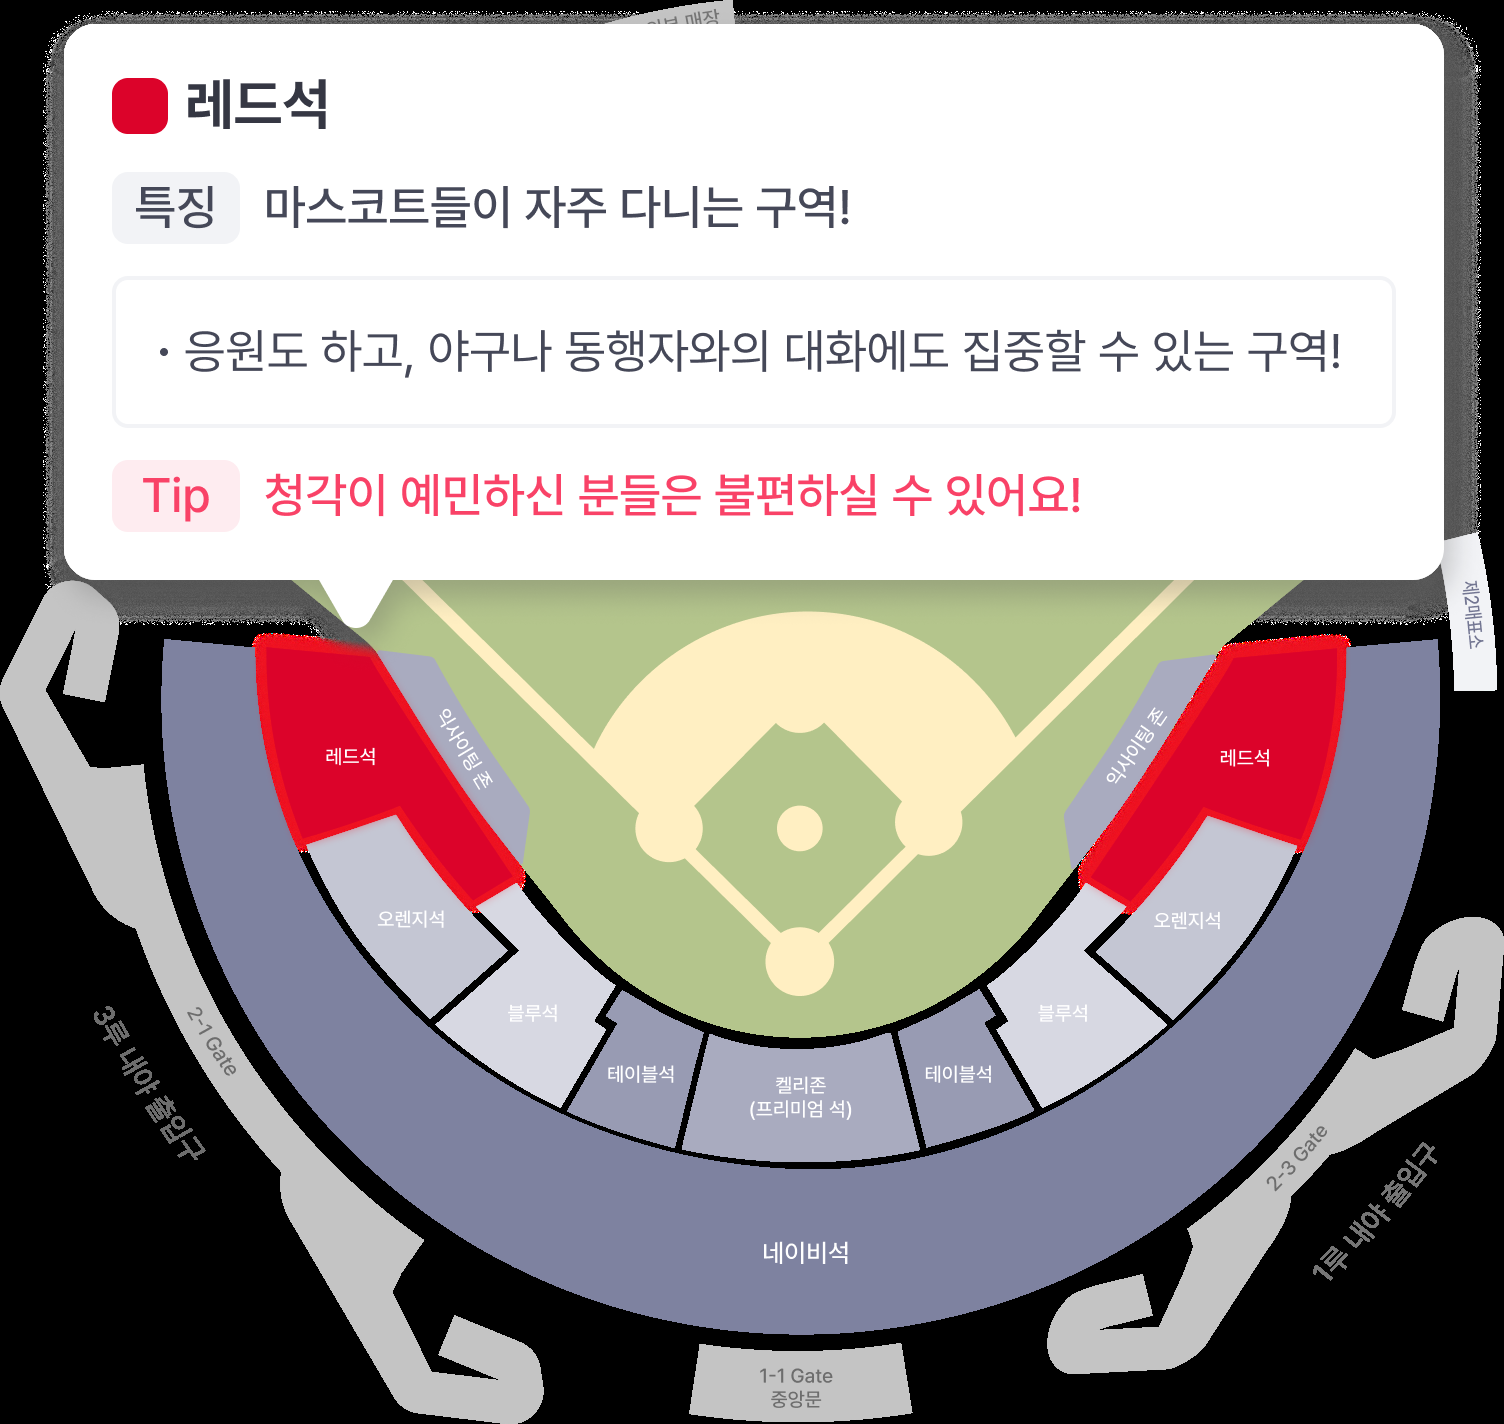 매장
레드석
특징 마스코트들이 자주 다니는 구역!
· 응원도 하고, 야구나 동행자와의 대화에도 집중할 수 있는 구역!
Tip 청각이 예민하신 분들은 불편하실 수 있어요!
제2매표소
레드석
익사이팅 존
익사이팅 존
레드석
오렌지석
오렌지석
블루석
블루석
테이블석
켈리존
(프리미엄 석)
테이블석
네이비석
2-1 Gate
3루 내야 출입구
2-3 Gate
1루 내야 출입구
1-1 Gate
중앙문